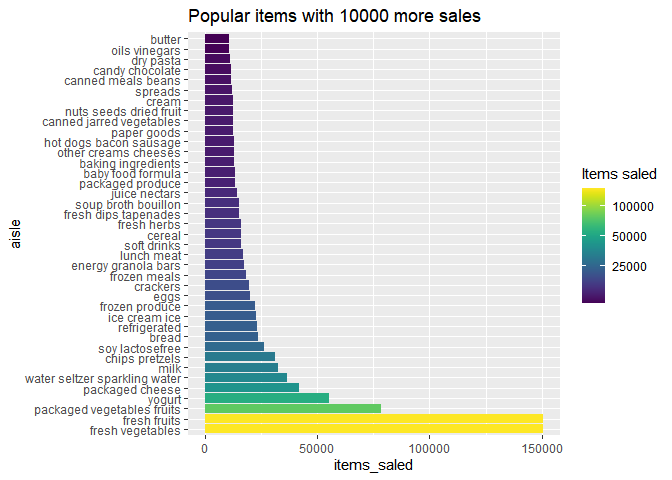 Popular items with 10000 more sales
butter
oils vinegars
dry pasta
candy chocolate
canned meals beans
spreads
cream
nuts seeds dried fruit
canned jarred vegetables
paper goods
hot dogs bacon sausage
other creams cheeses
baking ingredients
baby food formula
packaged produce
juice nectars
soup broth bouillon
fresh dips tapenades
fresh herbs
cereal
soft drinks
lunch meat
energy granola bars
frozen meals
crackers
eggs
frozen produce
ice cream ice
refrigerated
bread
soy lactosefree
chips pretzels
milk
water seltzer sparkling water
packaged cheese
yogurt
packaged vegetables fruits
fresh fruits
fresh vegetables
aisle
0
50000
100000
150000
items_saled
Items saled
100000
50000
25000